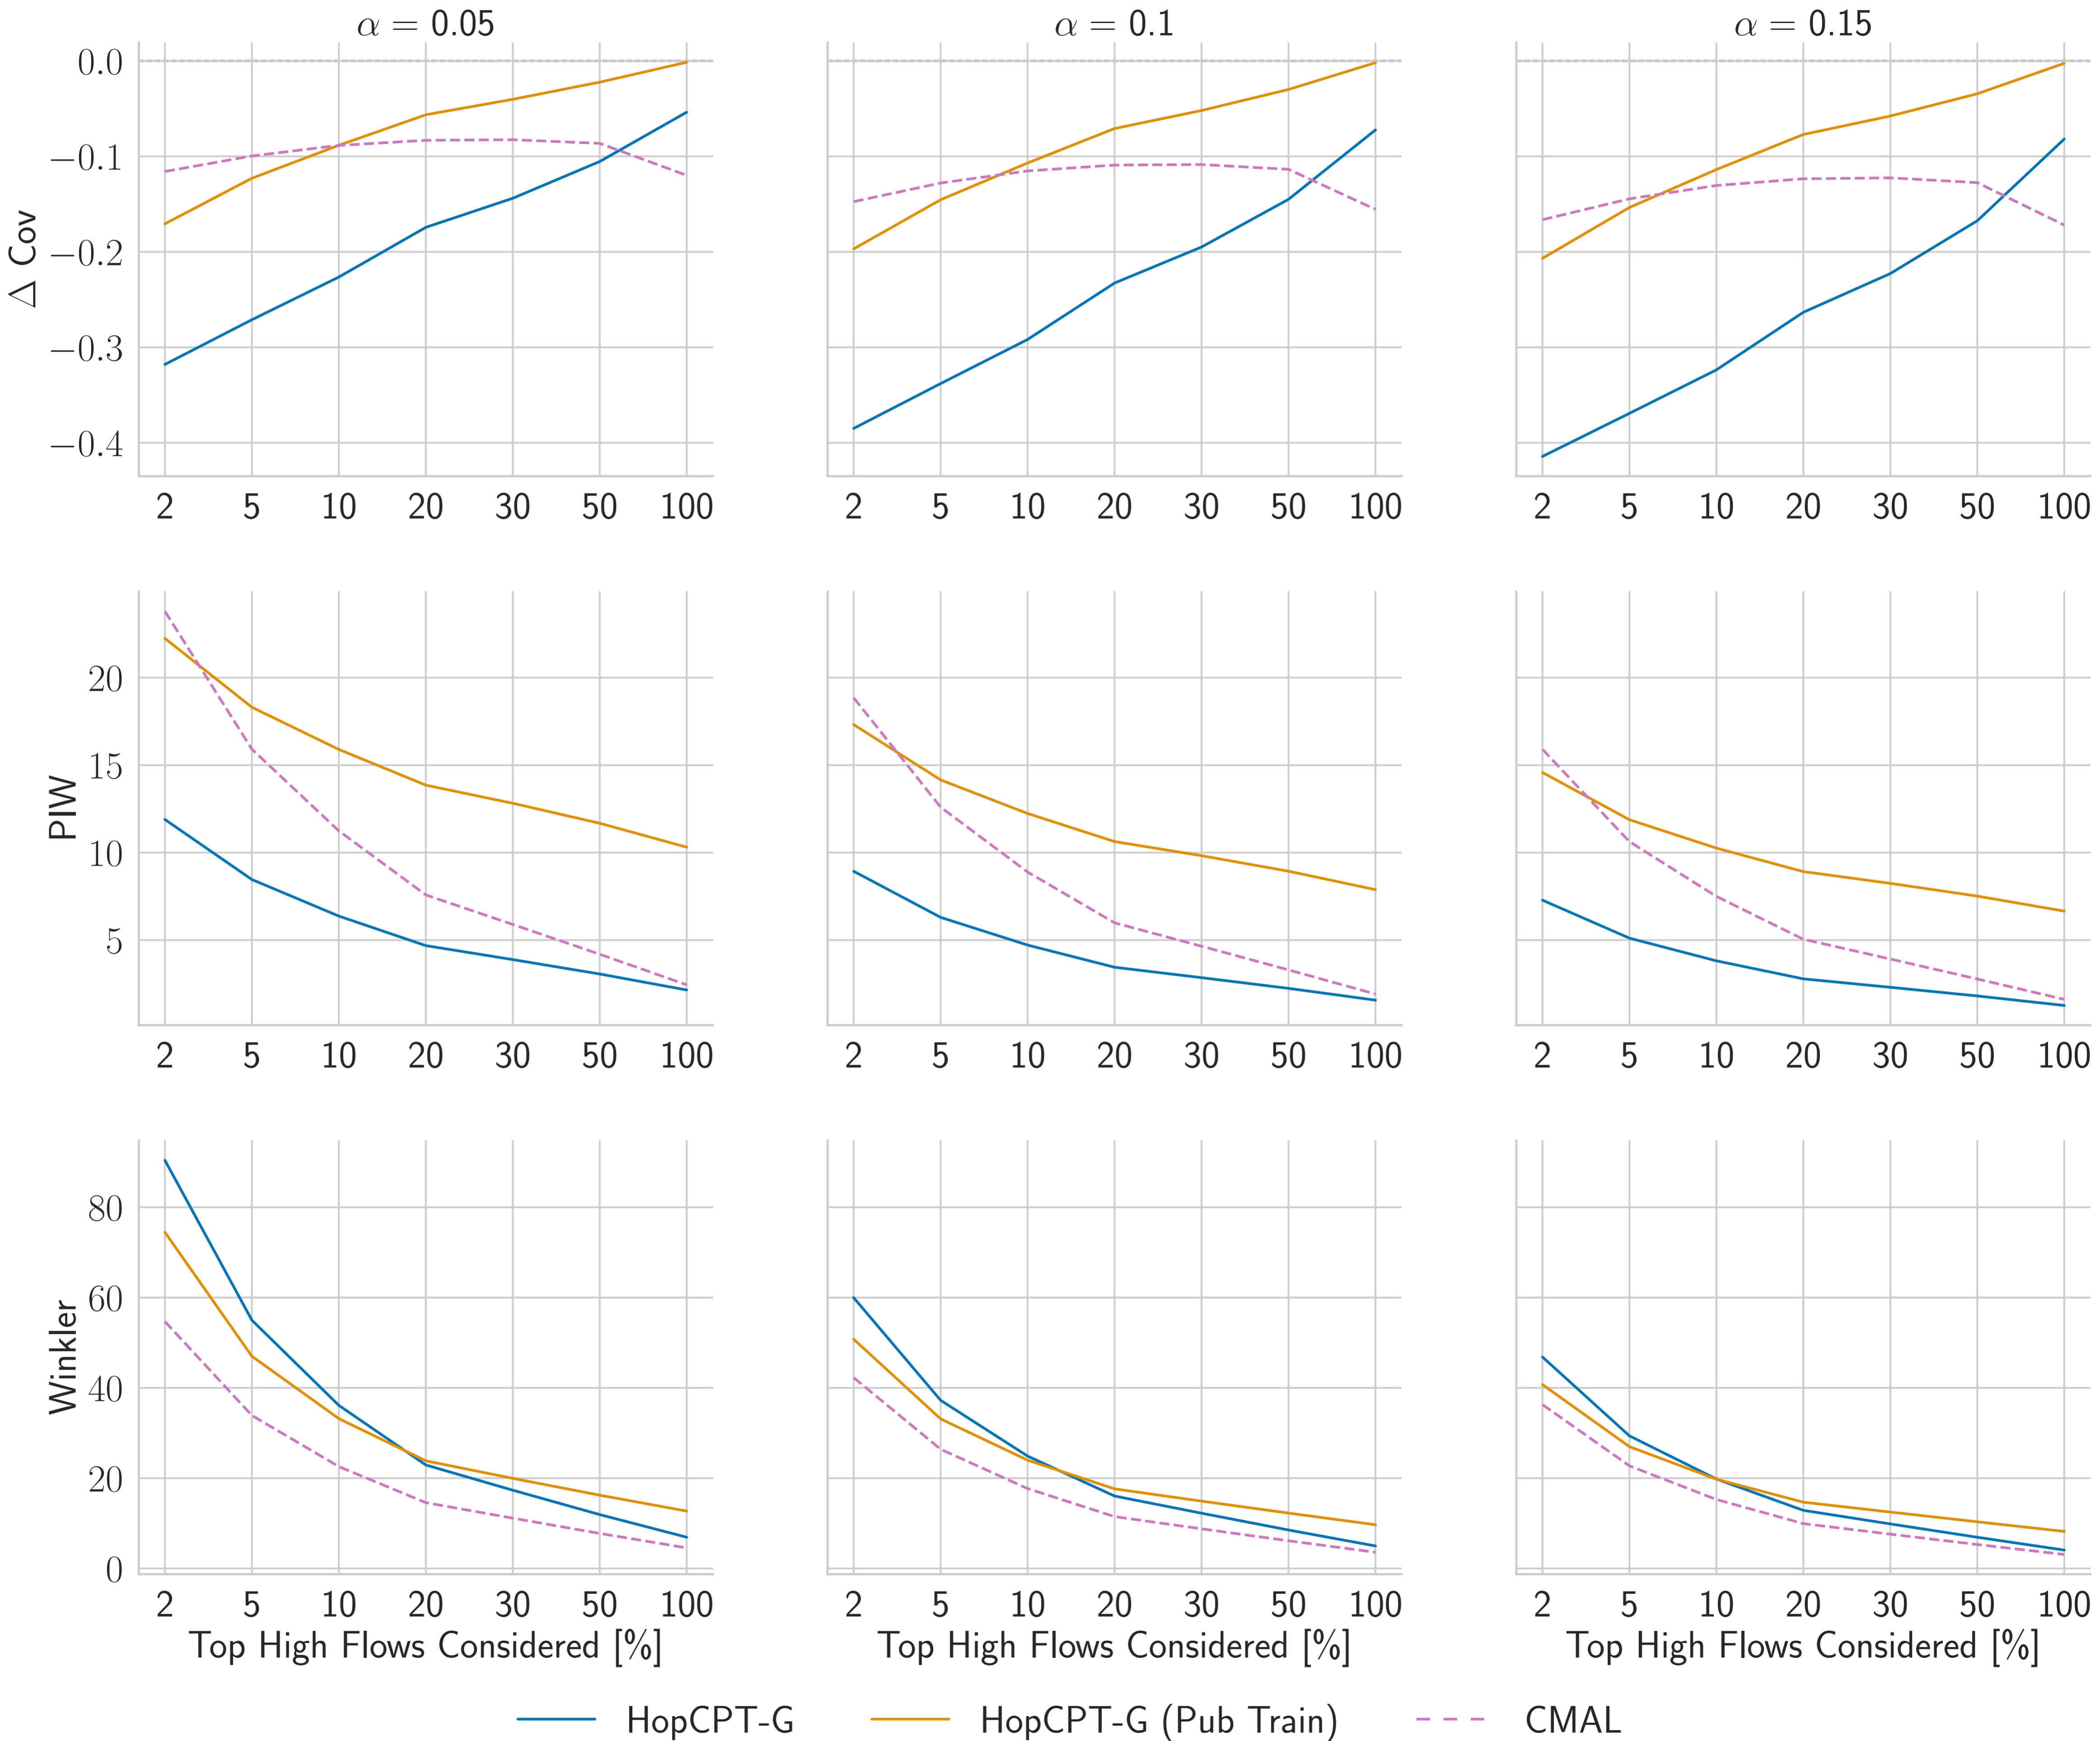 α = 0.05
α = 0.1
α = 0.15
0.0
−0.1
−0.2
−0.3
−0.4
Δ Cov
2 5 10 20 30 50 100
2 5 10 20 30 50 100
2 5 10 20 30 50 100
20
15
10
5
PIW
2 5 10 20 30 50 100
2 5 10 20 30 50 100
2 5 10 20 30 50 100
80
60
40
20
0
Winkler
2 5 10 20 30 50 100
2 5 10 20 30 50 100
2 5 10 20 30 50 100
Top High Flows Considered [%]
Top High Flows Considered [%]
Top High Flows Considered [%]
HopCPT-G
HopCPT-G (Pub Train)
CMAL